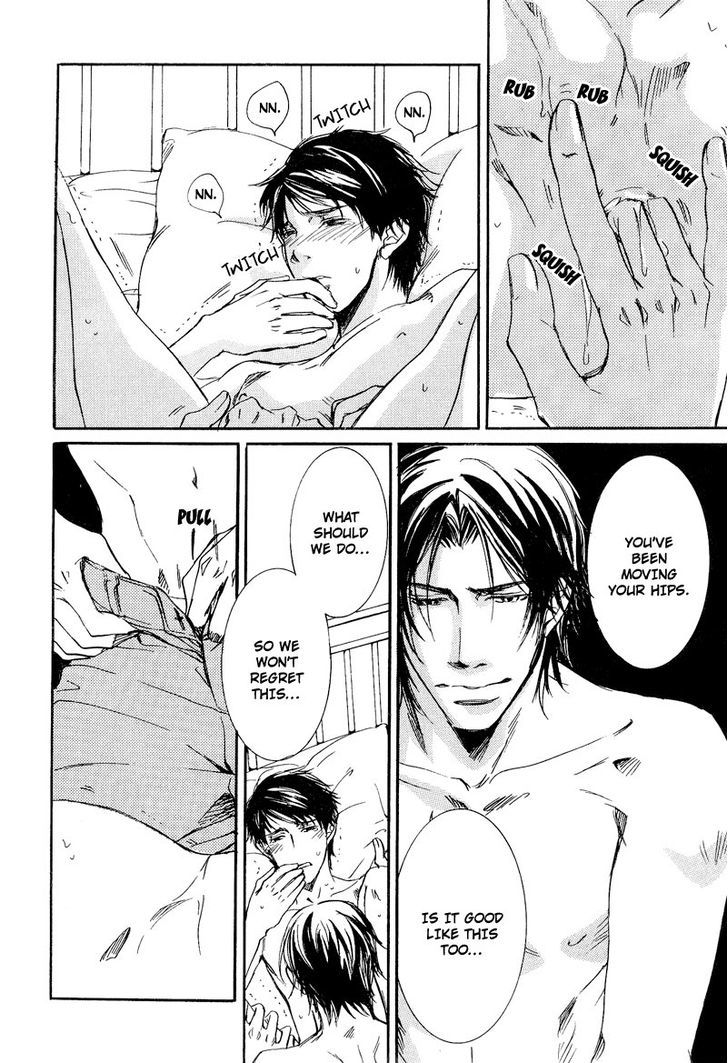 RUB
RUB
SQUISH
SQUISH
NN.
TWITCH
NN.
NN.
TWITCH
YOU'VE
BEEN
MOVING
YOUR HIPS.
IS IT GOOD
LIKE THIS
TOO...
WHAT
SHOULD
WE DO...
SO WE
WON'T
REGRET
THIS...
PULL